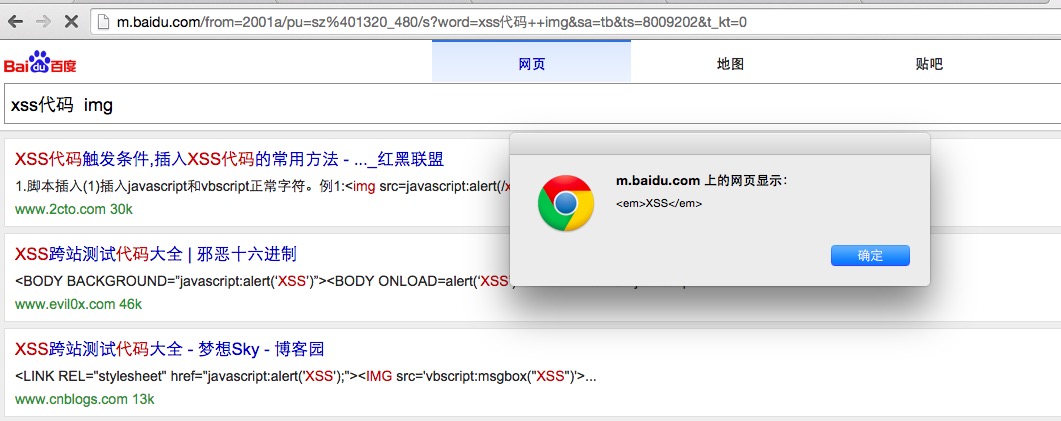 m.baidu.com/from=2001a/pu=sz%401320_480/s?word=xss代码++img&sa=tb&ts=8009202&t_kt=0
Bai du 百度
网页
地图
贴吧
xss代码 img
XSS代码触发条件,插入XSS代码的常用方法 - ..._红黑联盟
1.脚本插入(1)插入javascript和vbscript正常字符。例1:<img src=javascript:alert(/
www.2cto.com 30k
m.baidu.com 上的网页显示：
<em>XSS</em>
确定
XSS跨站测试代码大全 | 邪恶十六进制
<BODY BACKGROUND="javascript:alert('XSS')"><BODY ONLOAD=alert('XSS')
www.evil0x.com 46k
XSS跨站测试代码大全 - 梦想Sky - 博客园
<LINK REL="stylesheet" href="javascript:alert('XSS');"><IMG src='vbscript:msgbox("XSS")'>...
www.cnblogs.com 13k